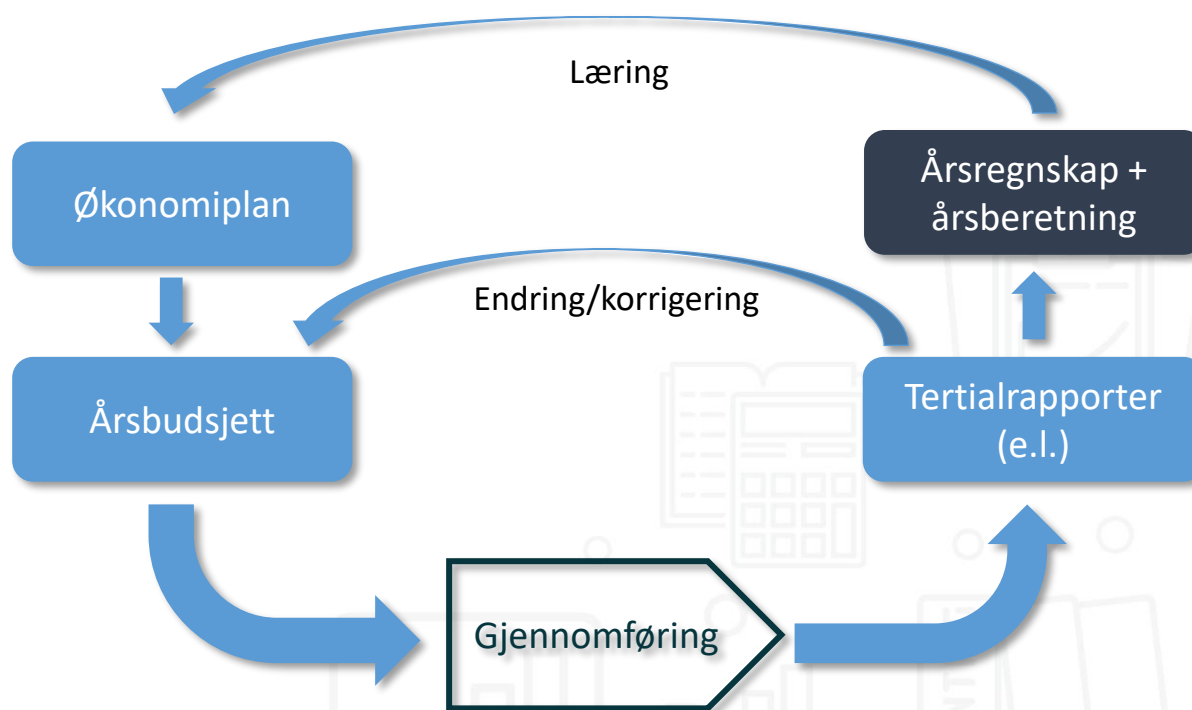 Læring
Økonomiplan
Årsregnskap +
årsberetning
Endring/korrigering
Årsbudsjett
Tertialrapporter
(e.l.)
Gjennomføring